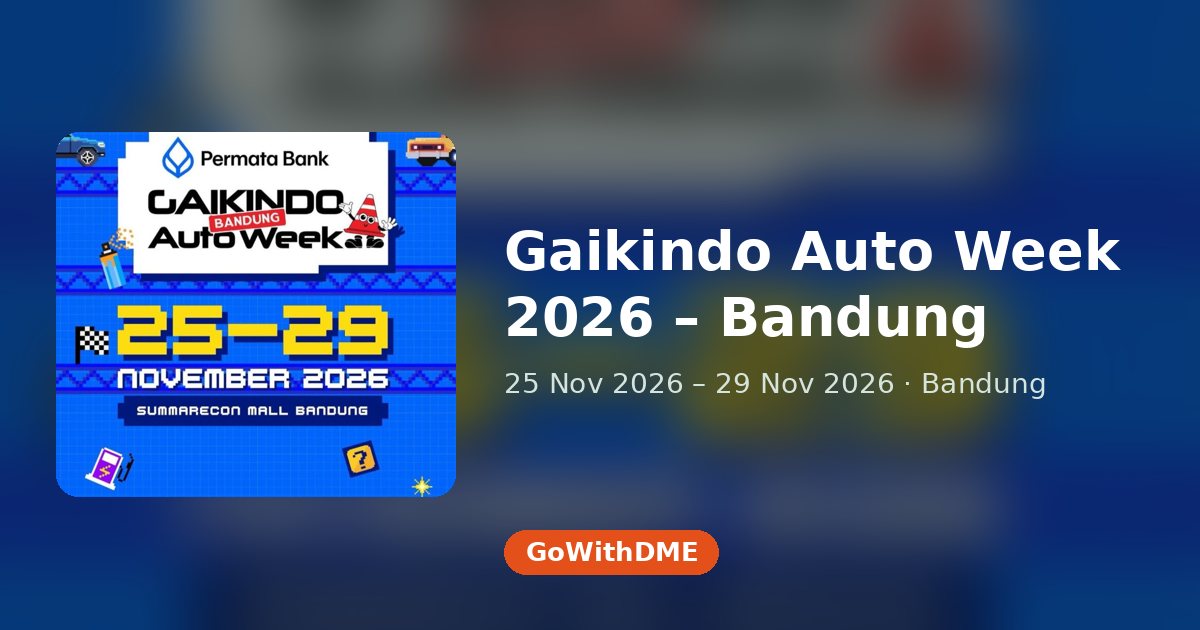 Permata Bank
GAIKINDO
BANDUNG
Auto Week
25–29
NOVEMBER 2026
SUMMARECON MALL BANDUNG
?
Gaikindo Auto Week
2026 – Bandung
25 Nov 2026 – 29 Nov 2026 · Bandung
GoWithDME